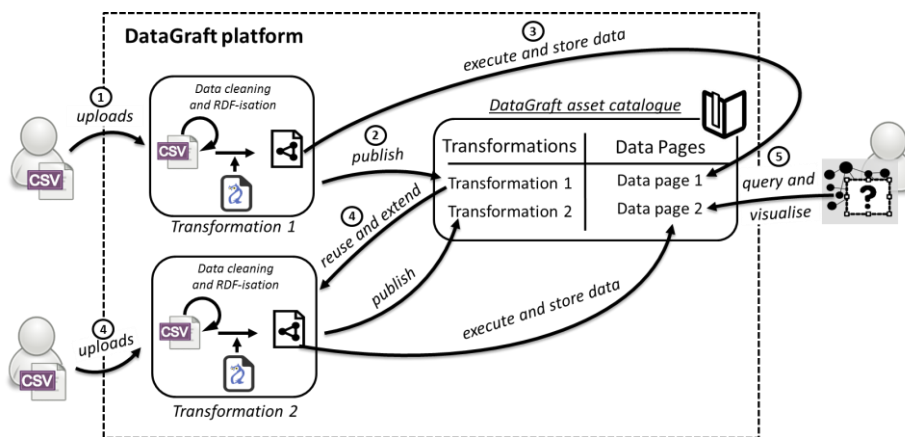 DataGraft platform
3
execute and store data
1
uploads
Data cleaning
and RDF-isation
CSV
CSV
Transformation 1
2
publish
DataGraft asset catalogue
Transformations
Data Pages
Transformation 1
Data page 1
Transformation 2
Data page 2
5
query and
visualise
?
4
reuse and extend
publish
execute and store data
4
uploads
CSV
Data cleaning
and RDF-isation
CSV
Transformation 2